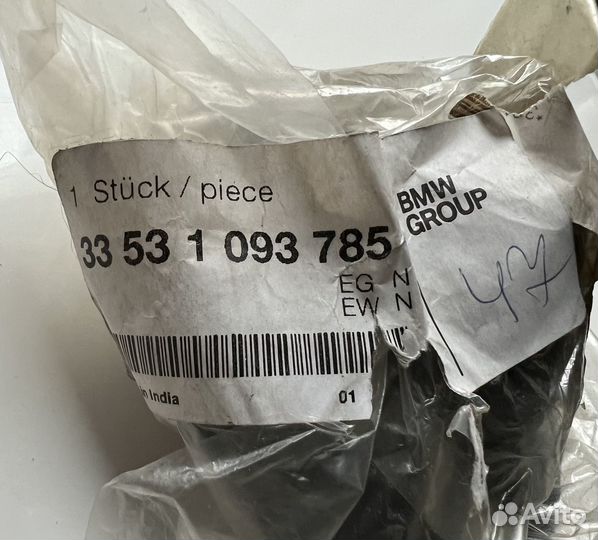 1 Stück / piece
33 53 1 093 785
EG N
EW N
in India
01
BMW
GROUP
47
Avito